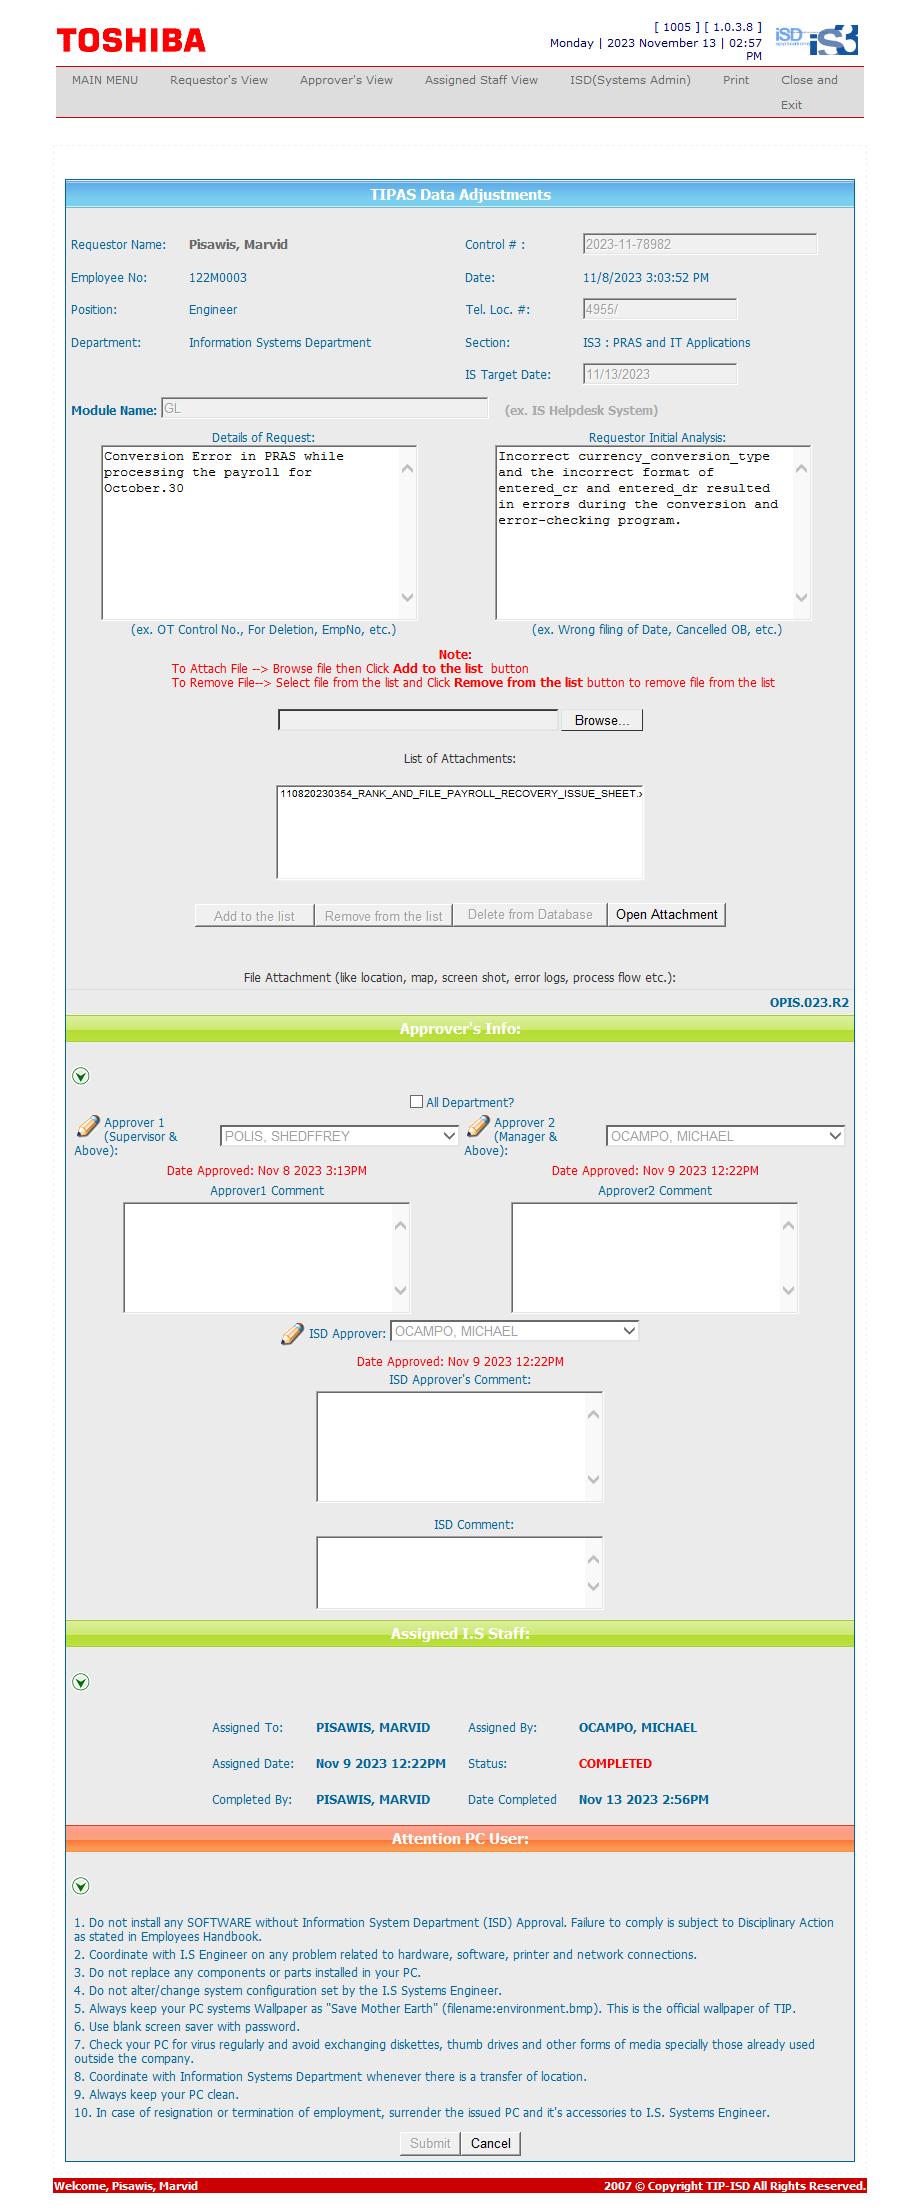 TOSHIBA
[ 1005 ] [ 1.0.3.8 ]
Monday | 2023 November 13 | 02:57
PM
ISD
iS3
MAIN MENU Requestor's View Approver's View Assigned Staff View ISD(Systems Admin) Print Close and
Exit
TIPAS Data Adjustments
Requestor Name: Pisawis, Marvid Control # : 2023-11-78982
Employee No: 122M0003 Date: 11/8/2023 3:03:52 PM
Position: Engineer Tel. Loc. #: 4955/
Department: Information Systems Department Section: IS3 : PRAS and IT Applications
IS Target Date: 11/13/2023
Module Name: GL (ex. IS Helpdesk System)
Details of Request: Requestor Initial Analysis:
Conversion Error in PRAS while
processing the payroll for
October.30
Incorrect currency_conversion_type
and the incorrect format of
entered_cr and entered_dr resulted
in errors during the conversion and
error-checking program.
(ex. OT Control No., For Deletion, EmpNo, etc.) (ex. Wrong filing of Date, Cancelled OB, etc.)
Note:
To Attach File --> Browse file then Click Add to the list button
To Remove File--> Select file from the list and Click Remove from the list button to remove file from the list
Browse...
List of Attachments:
110820230354_RANK_AND_FILE_PAYROLL_RECOVERY_ISSUE_SHEET.x
Add to the list Remove from the list Delete from Database Open Attachment
File Attachment (like location, map, screen shot, error logs, process flow etc.):
OPIS.023.R2
Approver's Info:
All Department?
Approver 1
(Supervisor &
Above):
POLIS, SHEDFFREY
Approver 2
(Manager &
Above):
OCAMPO, MICHAEL
Date Approved: Nov 8 2023 3:13PM Date Approved: Nov 9 2023 12:22PM
Approver1 Comment Approver2 Comment
ISD Approver: OCAMPO, MICHAEL
Date Approved: Nov 9 2023 12:22PM
ISD Approver's Comment:
ISD Comment:
Assigned I.S Staff:
Assigned To: PISAWIS, MARVID Assigned By: OCAMPO, MICHAEL
Assigned Date: Nov 9 2023 12:22PM Status: COMPLETED
Completed By: PISAWIS, MARVID Date Completed Nov 13 2023 2:56PM
Attention PC User:
1. Do not install any SOFTWARE without Information System Department (ISD) Approval. Failure to comply is subject to Disciplinary Action
as stated in Employees Handbook.
2. Coordinate with I.S Engineer on any problem related to hardware, software, printer and network connections.
3. Do not replace any components or parts installed in your PC.
4. Do not alter/change system configuration set by the I.S Systems Engineer.
5. Always keep your PC systems Wallpaper as "Save Mother Earth" (filename:environment.bmp). This is the official wallpaper of TIP.
6. Use blank screen saver with password.
7. Check your PC for virus regularly and avoid exchanging diskettes, thumb drives and other forms of media specially those already used
outside the company.
8. Coordinate with Information Systems Department whenever there is a transfer of location.
9. Always keep your PC clean.
10. In case of resignation or termination of employment, surrender the issued PC and it's accessories to I.S. Systems Engineer.
Submit Cancel
Welcome, Pisawis, Marvid 2007 © Copyright TIP-ISD All Rights Reserved.